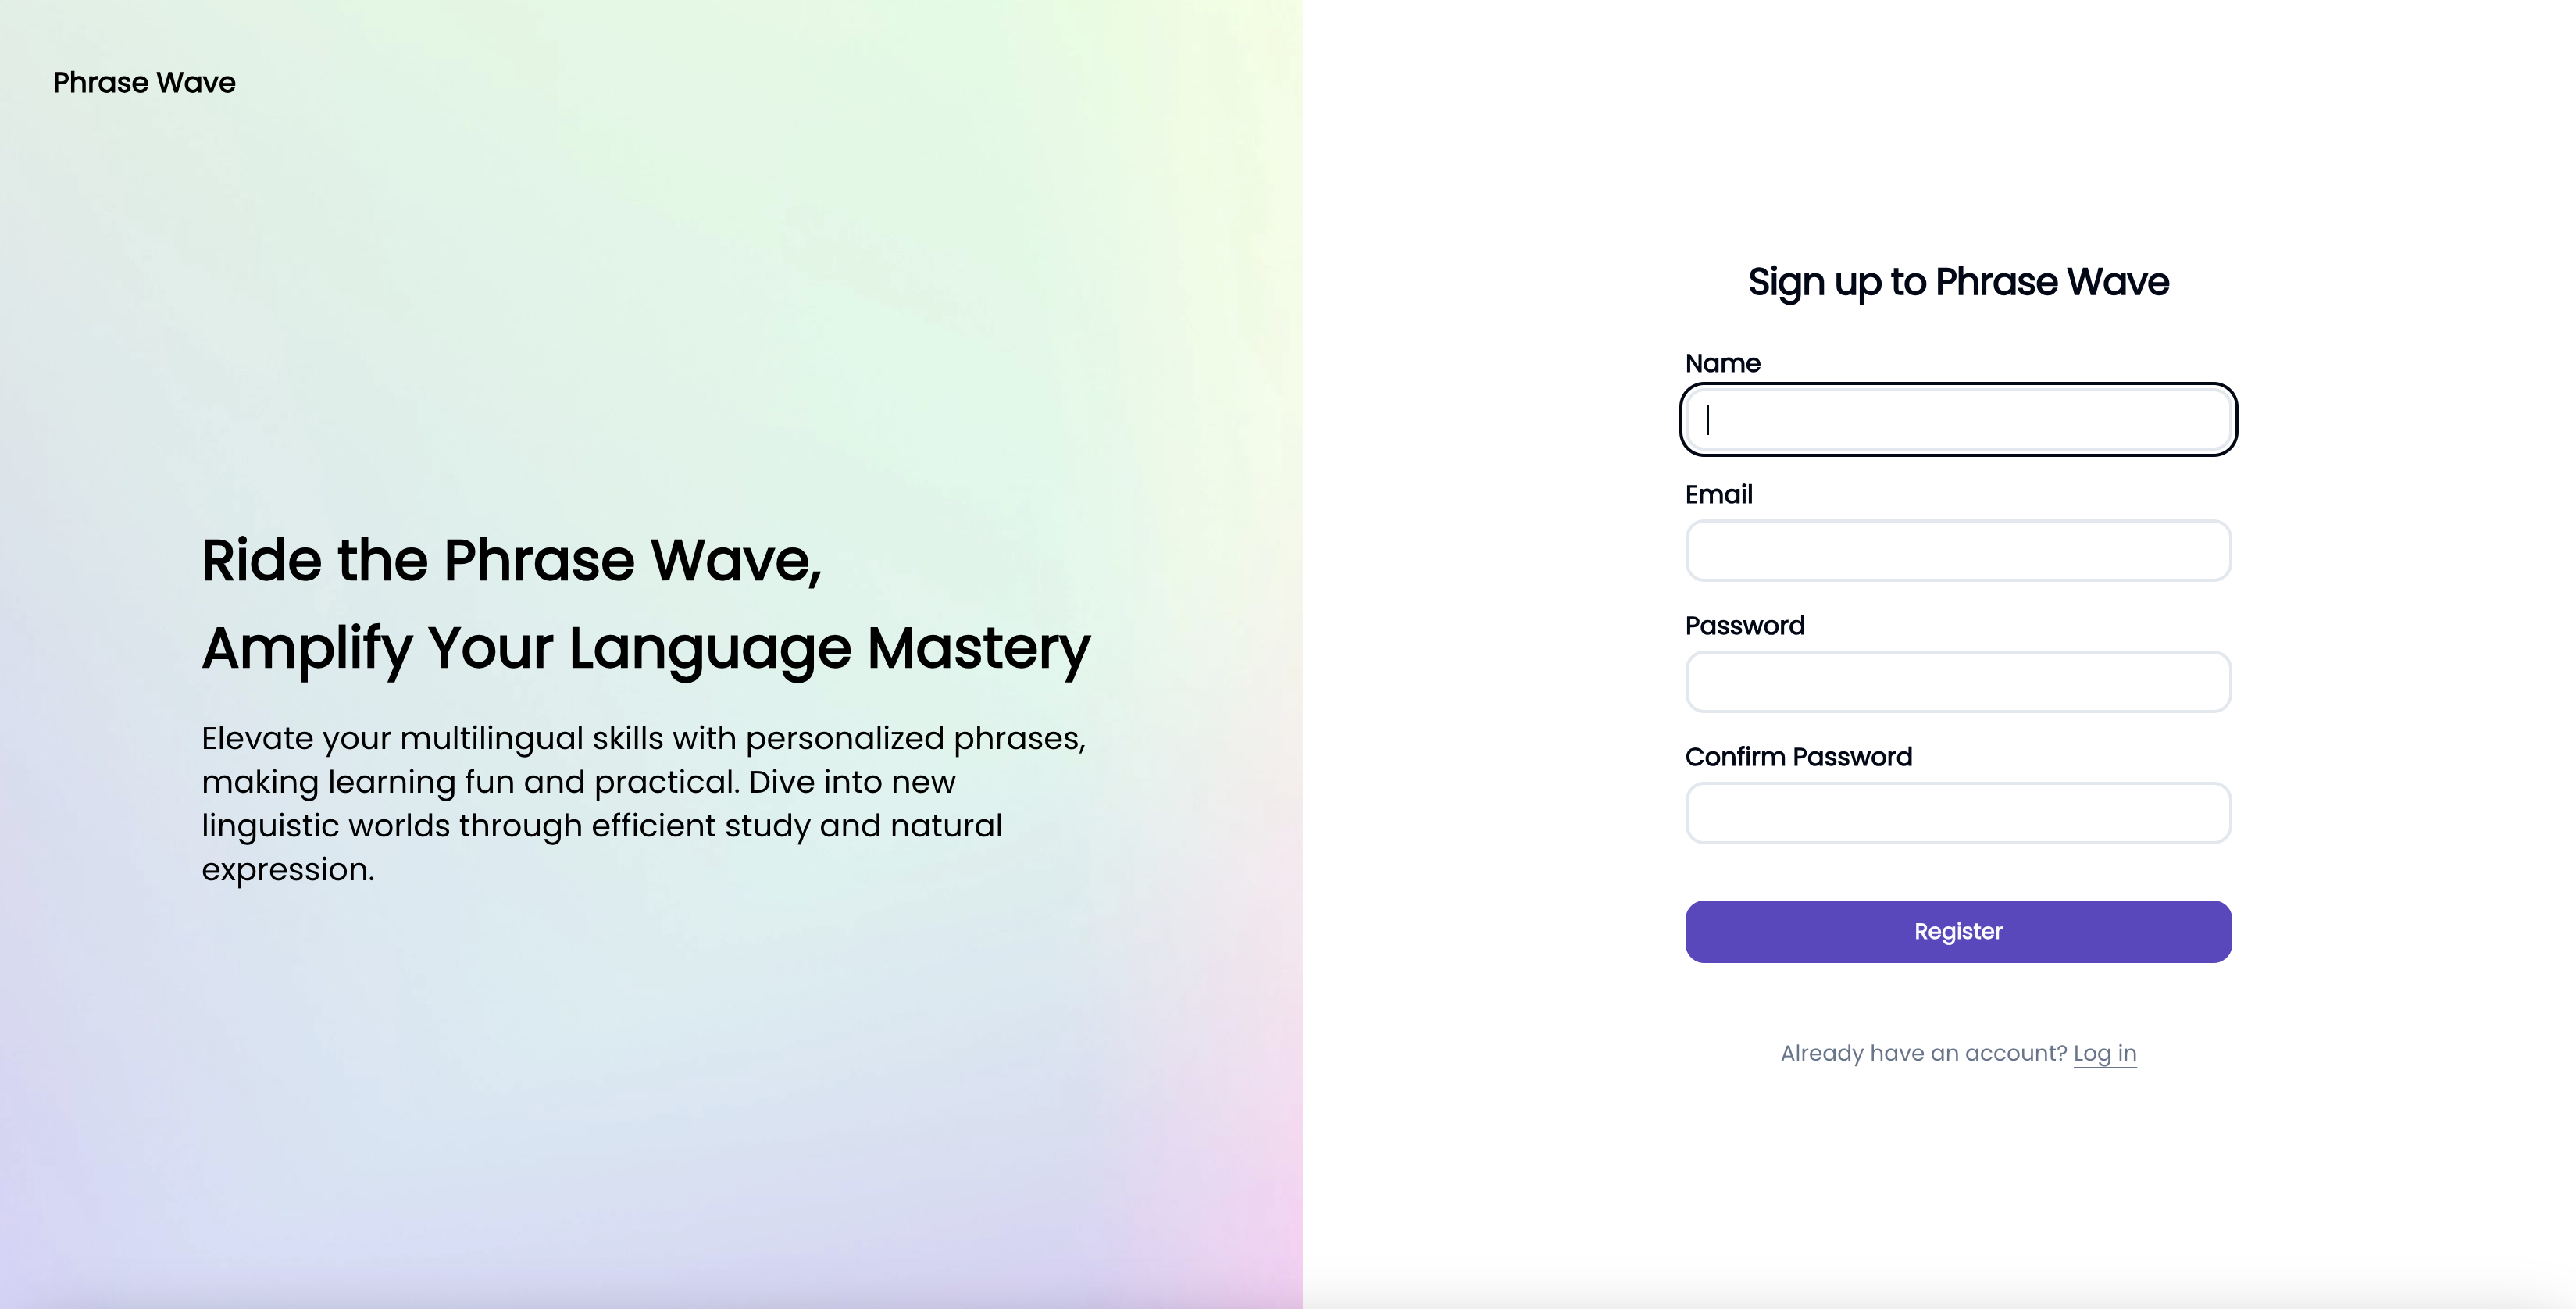 Phrase Wave
Ride the Phrase Wave,
Amplify Your Language Mastery
Elevate your multilingual skills with personalized phrases,
making learning fun and practical. Dive into new
linguistic worlds through efficient study and natural
expression.
Sign up to Phrase Wave
Name
Email
Password
Confirm Password
Register
Already have an account? Log in